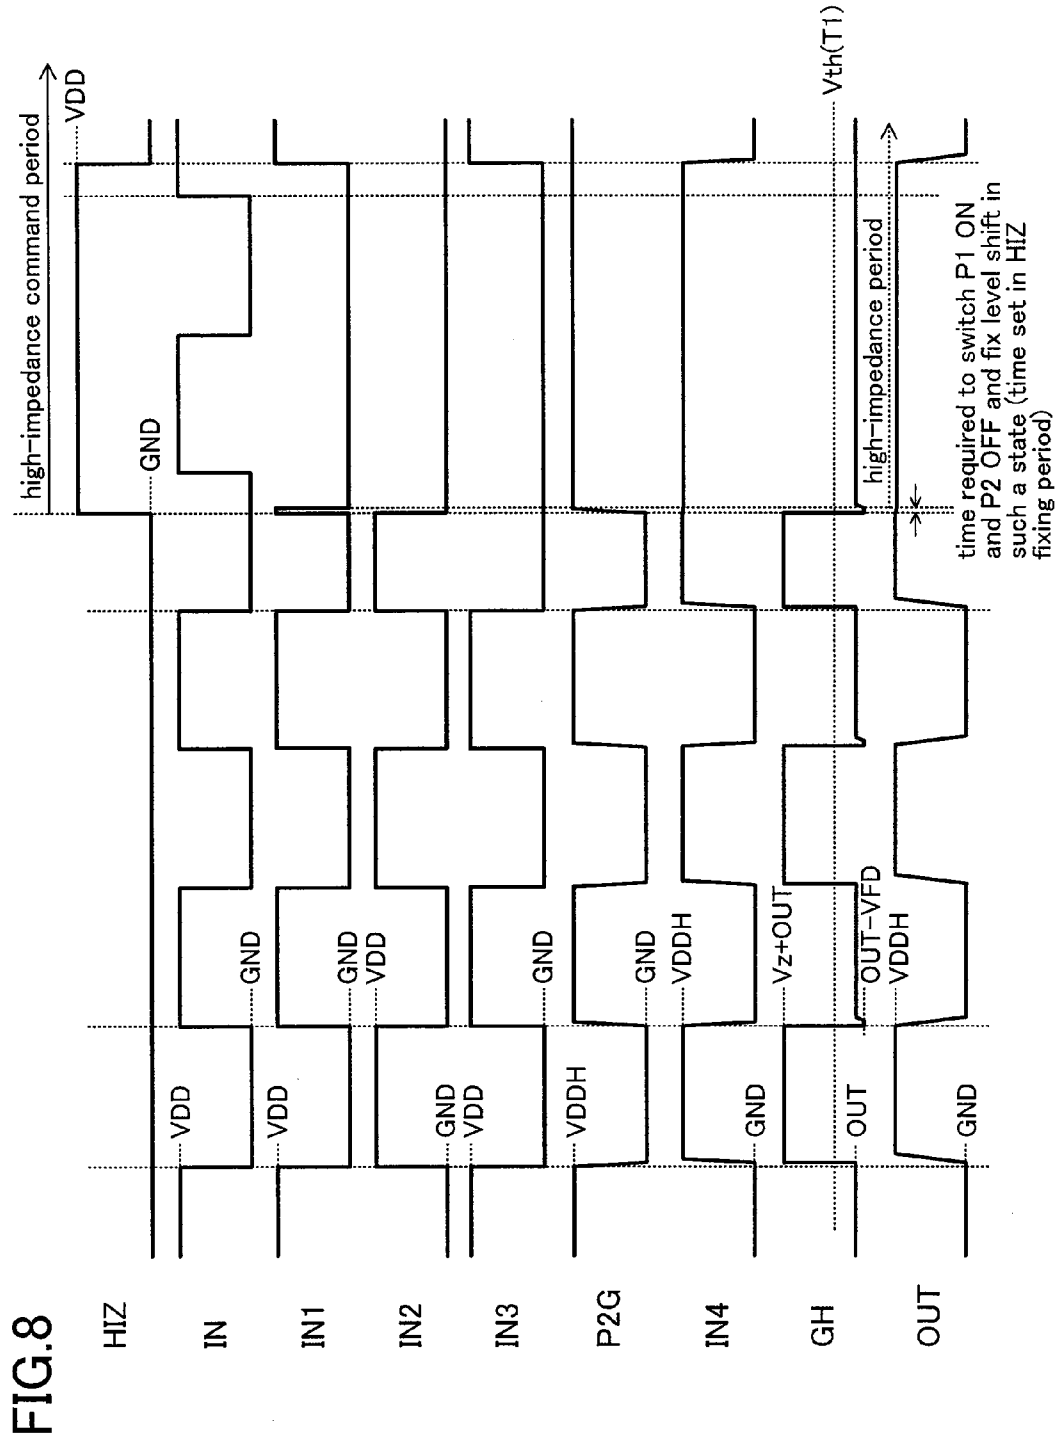 FIG.8
high-impedance command period
HIZ
VDD
GND
IN
VDD
GND
IN1
VDD
GND
IN2
VDD
GND
IN3
VDD
GND
P2G
VDDH
GND
IN4
VDDH
GND
GH
Vz+OUT
Vth(T1)
OUT
OUT-VFD
high-impedance period
OUT
VDDH
GND
time required to switch P1 ON
and P2 OFF and fix level shift in
such a state (time set in HIZ
fixing period)